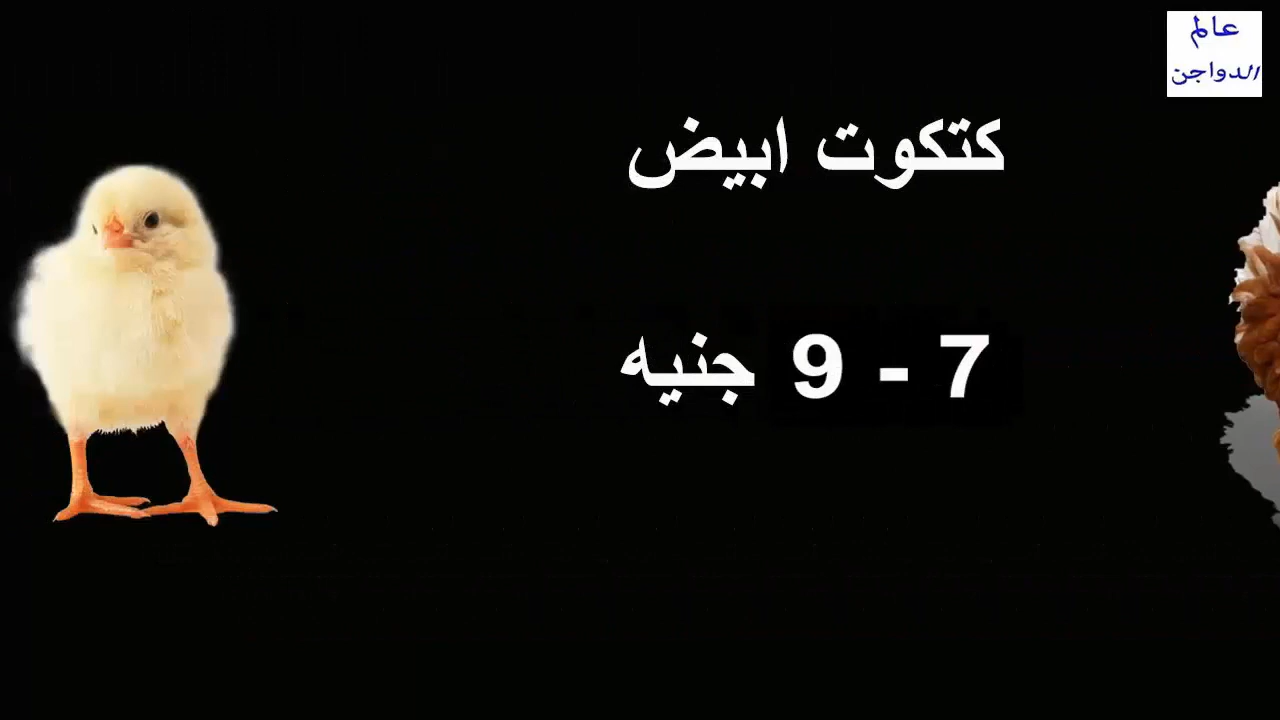 عالم
الدواجن
كتكوت ابيض
7 - 9 جنيه